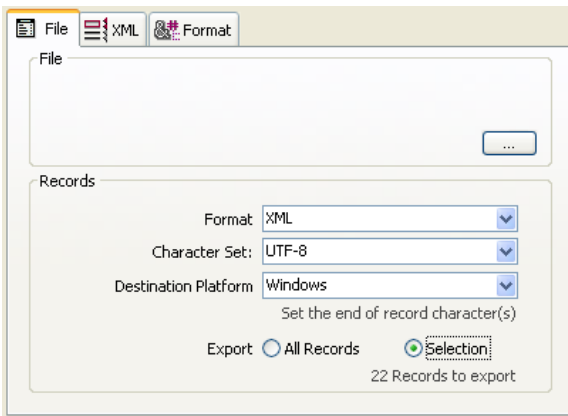 File XML Format
File
...
Records
Format XML
Character Set: UTF-8
Destination Platform Windows
Set the end of record character(s)
Export All Records Selection
22 Records to export